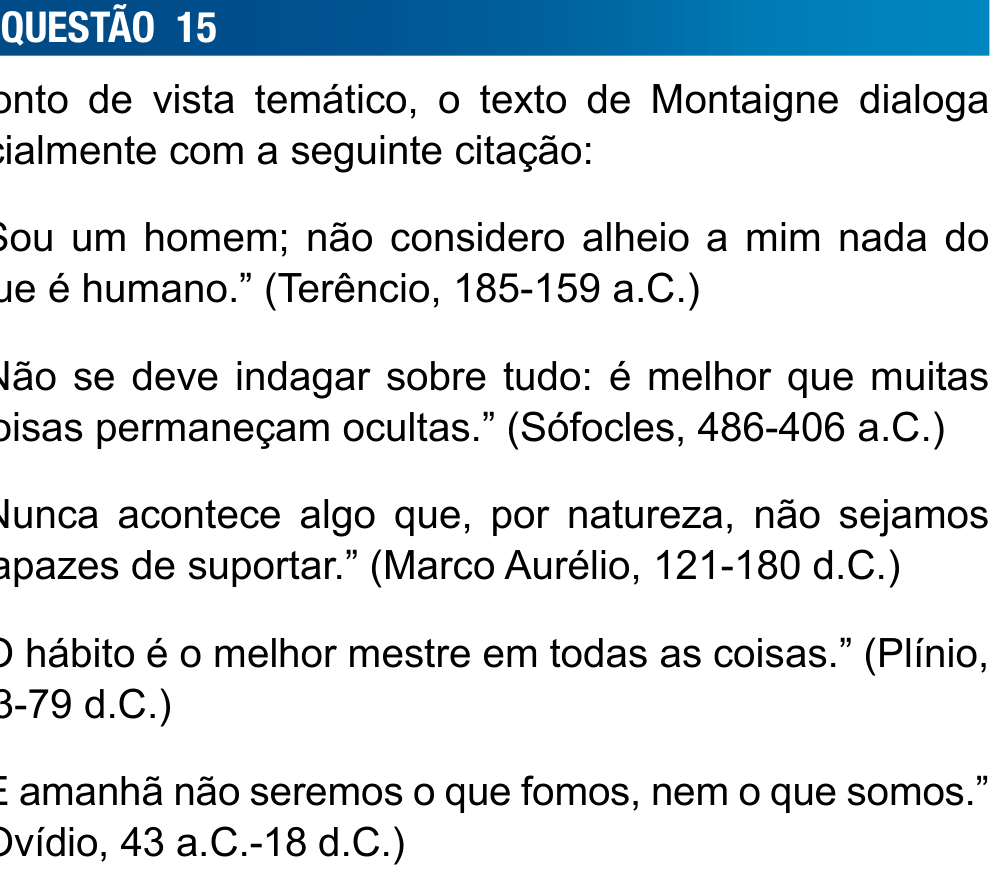 QUESTÃO 15
onto de vista temático, o texto de Montaigne dialoga
cialmente com a seguinte citação:
Sou um homem; não considero alheio a mim nada do
ue é humano.” (Terêncio, 185-159 a.C.)
Não se deve indagar sobre tudo: é melhor que muitas
oisas permaneçam ocultas.” (Sófocles, 486-406 a.C.)
Nunca acontece algo que, por natureza, não sejamos
apazes de suportar.” (Marco Aurélio, 121-180 d.C.)
O hábito é o melhor mestre em todas as coisas.” (Plínio,
3-79 d.C.)
E amanhã não seremos o que fomos, nem o que somos.”
Ovídio, 43 a.C.-18 d.C.)